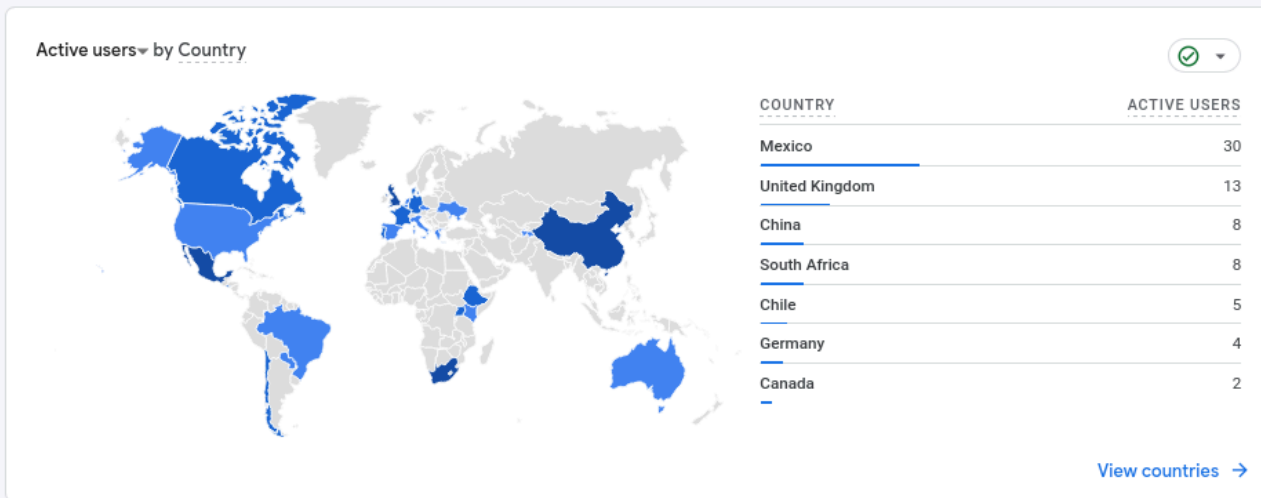 Active users by Country
COUNTRY ACTIVE USERS
Mexico 30
United Kingdom 13
China 8
South Africa 8
Chile 5
Germany 4
Canada 2
View countries